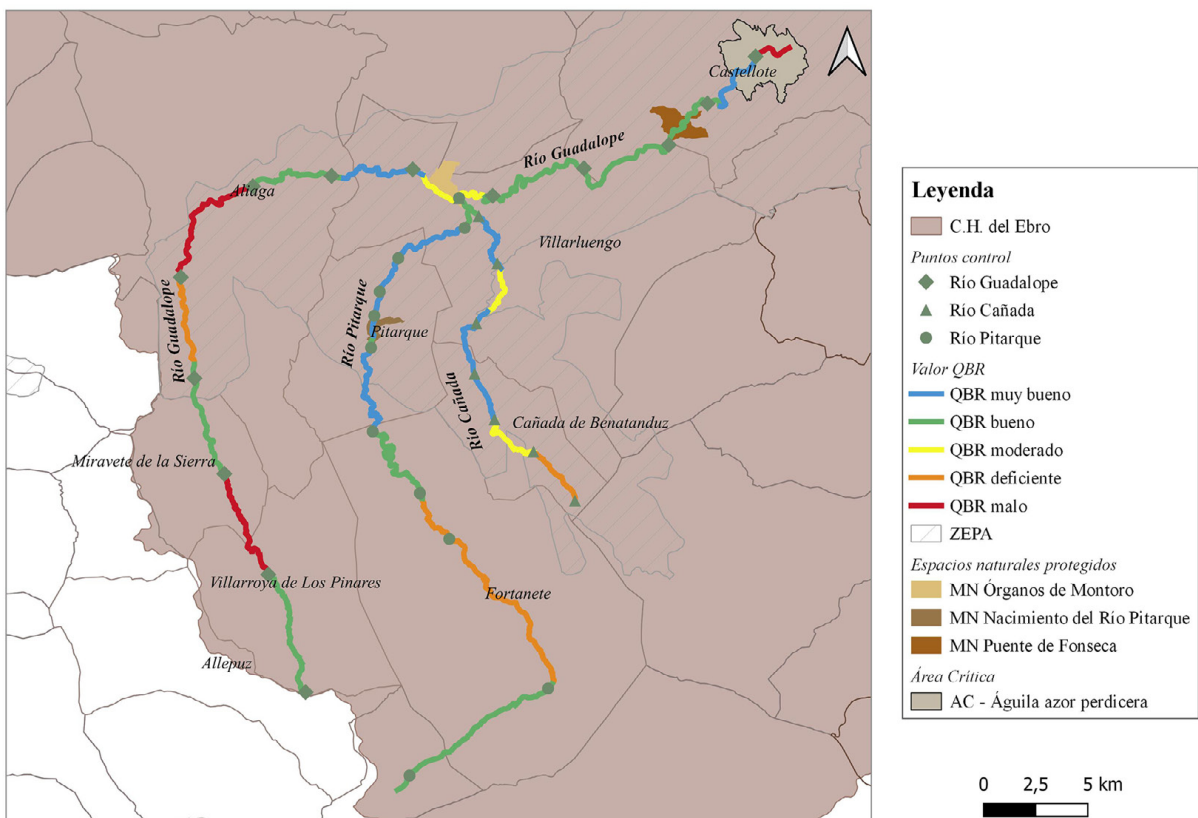 Castellote
Río Guadalope
Aliaga
Villarluengo
Río Guadalope
Río Pitarque
Pitarque
Río Cañada
Cañada de Benatanduz
Miravete de la Sierra
Villarroya de Los Pinares
Fortanete
Allepuz
Leyenda
C.H. del Ebro
Puntos control
Río Guadalope
Río Cañada
Río Pitarque
Valor QBR
QBR muy bueno
QBR bueno
QBR moderado
QBR deficiente
QBR malo
ZEPA
Espacios naturales protegidos
MN Órganos de Montoro
MN Nacimiento del Río Pitarque
MN Puente de Fonseca
Área Crítica
AC - Águila azor perdicera
0 2,5 5 km